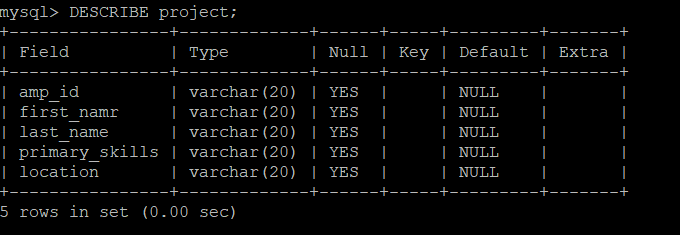 mysql> DESCRIBE project;
+----------------+-------------+------+-----+---------+-------+
| Field          | Type        | Null | Key | Default | Extra |
+----------------+-------------+------+-----+---------+-------+
| amp_id         | varchar(20) | YES  |     | NULL    |       |
| first_namr     | varchar(20) | YES  |     | NULL    |       |
| last_name      | varchar(20) | YES  |     | NULL    |       |
| primary_skills | varchar(20) | YES  |     | NULL    |       |
| location       | varchar(20) | YES  |     | NULL    |       |
+----------------+-------------+------+-----+---------+-------+
5 rows in set (0.00 sec)